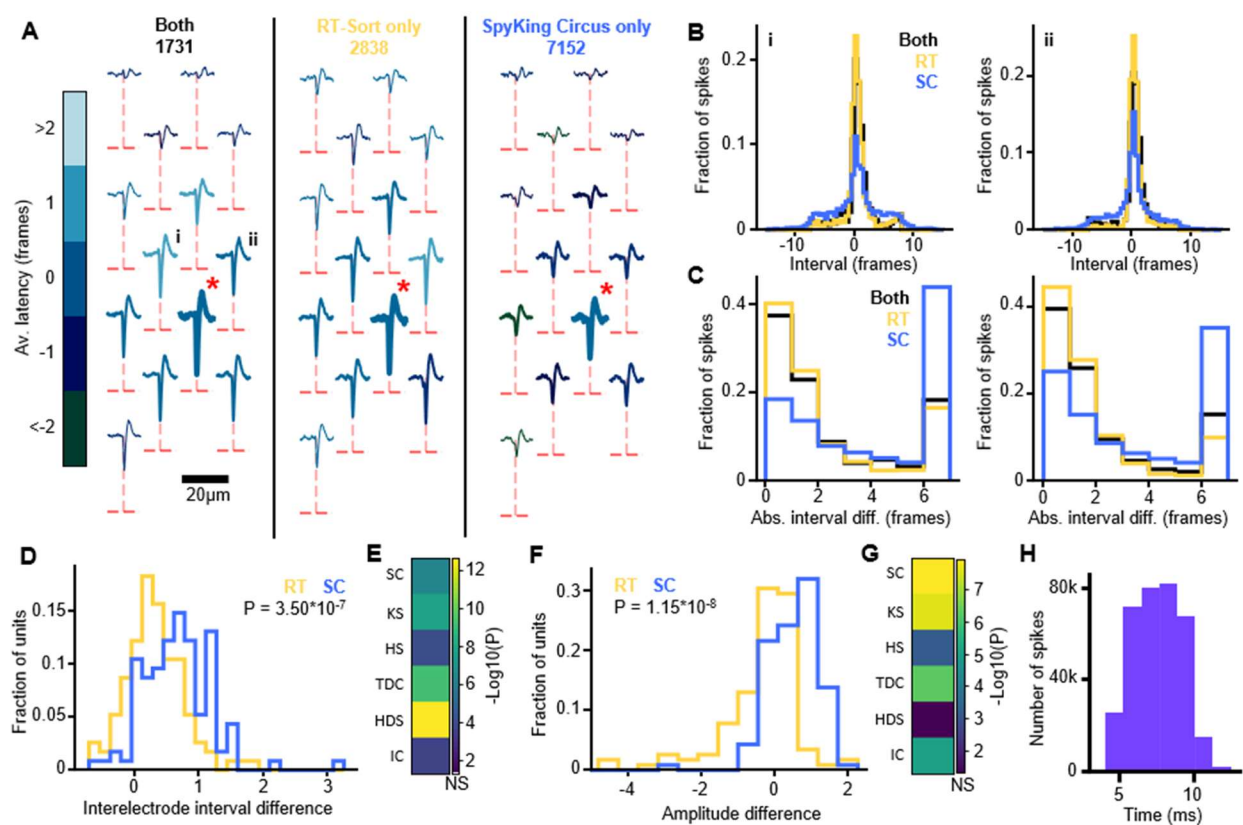 A
Both
1731
RT-Sort only
2838
SpyKing Circus only
7152
Av. latency (frames)
>2
1
0
-1
<-2
i
ii
*
*
*
20µm
B
i
Both
RT
SC
Fraction of spikes
0.2
0.1
0
-10
0
10
Interval (frames)
ii
Fraction of spikes
0.2
0.1
0
-10
0
10
Interval (frames)
C
Both
RT
SC
Fraction of spikes
0.4
0.2
0
0
2
4
6
Abs. interval diff. (frames)
Fraction of spikes
0.4
0.2
0
0
2
4
6
Abs. interval diff. (frames)
D
RT SC
P = 3.50*10-7
Fraction of units
0.15
0.1
0.05
0
0
1
2
3
Interelectrode interval difference
E
SC
KS
HS
TDC
HDS
IC
12
10
8
6
4
2
NS
-Log10(P)
F
RT SC
P = 1.15*10-8
Fraction of units
0.3
0.2
0.1
0
-4
-2
0
2
Amplitude difference
G
SC
KS
HS
TDC
HDS
IC
7
6
5
4
3
2
NS
-Log10(P)
H
Number of spikes
80k
40k
0
5
10
Time (ms)